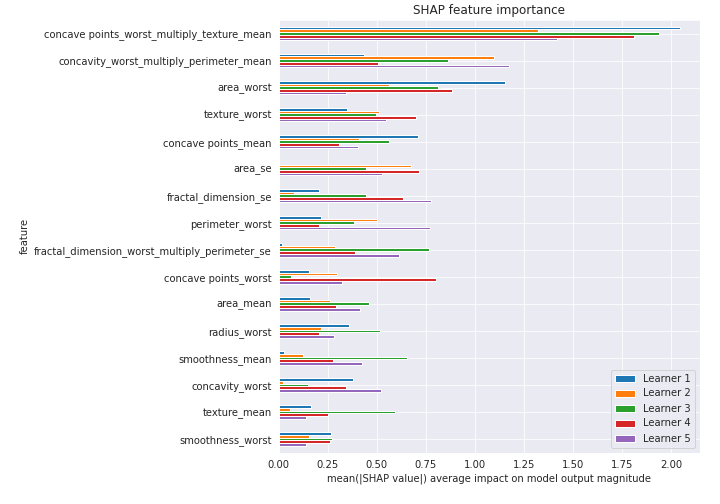 SHAP feature importance
concave points_worst_multiply_texture_mean
concavity_worst_multiply_perimeter_mean
area_worst
texture_worst
concave points_mean
area_se
fractal_dimension_se
perimeter_worst
fractal_dimension_worst_multiply_perimeter_se
concave points_worst
area_mean
radius_worst
smoothness_mean
concavity_worst
texture_mean
smoothness_worst
feature
Learner 1
Learner 2
Learner 3
Learner 4
Learner 5
0.00 0.25 0.50 0.75 1.00 1.25 1.50 1.75 2.00
mean(|SHAP value|) average impact on model output magnitude